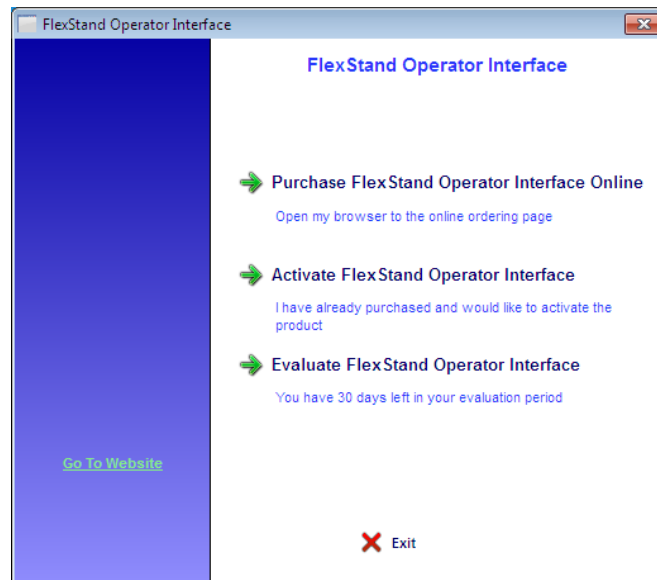 FlexStand Operator Interface
FlexStand Operator Interface
Purchase FlexStand Operator Interface Online
Open my browser to the online ordering page
Activate FlexStand Operator Interface
I have already purchased and would like to activate the
product
Evaluate FlexStand Operator Interface
You have 30 days left in your evaluation period
Go To Website
Exit